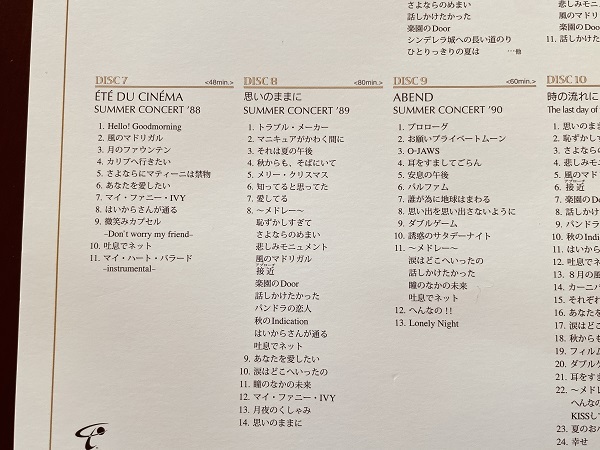 さよならのめまい
話しかけたかった
楽園のDoor
シンデレラ城への長い道のり
ひとりっきりの夏は …他
悲しみモニ
風のマドリ
楽園のDoo
11. 話しかけた
DISC 7 <48min.>
ÉTÉ DU CINÉMA
SUMMER CONCERT '88
1. Hello! Goodmorning
2. 風のマドリガル
3. 月のファウンテン
4. カリブへ行きたい
5. さよならにマティーニは禁物
6. あなたを愛したい
7. マイ・ファニー・IVY
8. はいからさんが通る
9. 微笑みカプセル
–Don't worry my friend–
10. 吐息でネット
11. マイ・ハート・バラード
–instrumental–
DISC 8 <80min.>
思いのままに
SUMMER CONCERT '89
1. トラブル・メーカー
2. マニキュアがかわく間に
3. それは夏の午後
4. 秋からも、そばにいて
5. メリー・クリスマス
6. 知ってると思ってた
7. 愛してる
8. 〜メドレー〜
恥ずかしすぎて
さよならのめまい
悲しみモニュメント
風のマドリガル
接近
アプローチ
楽園のDoor
話しかけたかった
パンドラの恋人
秋のIndication
はいからさんが通る
吐息でネット
9. あなたを愛したい
10. 涙はどこへいったの
11. 瞳のなかの未来
12. マイ・ファニー・IVY
13. 月夜のくしゃみ
14. 思いのままに
DISC 9 <60min.>
ABEND
SUMMER CONCERT '90
1. プロローグ
2. お願いプライベートムーン
3. O-JAWS
4. 耳をすましてごらん
5. 安息の午後
6. パルファム
7. 誰が為に地球はまわる
8. 思い出を思い出さないように
9. ダブルゲーム
10. 誘惑のサタデーナイト
11. 〜メドレー〜
涙はどこへいったの
話しかけたかった
瞳のなかの未来
吐息でネット
12. へんなの!!
13. Lonely Night
DISC 10
時の流れに
The last day of
1. 思いのま
2. 恥ずかし
3. さよなら
4. 悲しみモ
5. 風のマド
6. 接近
アプローチ
7. 楽園のD
8. 話しかけ
9. パンドラ
10. 秋のInd
11. はいから
12. 吐息でネ
13. 8月の風
14. カーニバ
15. それぞれ
16. あなたを
17. 涙はどこ
18. 秋からも
19. フィルム
20. ダブルゲ
21. 耳をすま
22. 〜メドレ
へんなの
KISSして
23. 夏のおバ
24. 幸せ